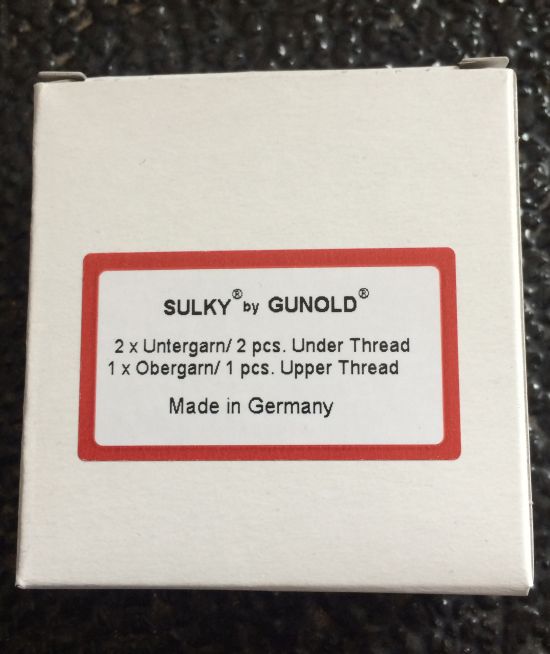 SULKY® by GUNOLD®
2 x Untergarn/ 2 pcs. Under Thread
1 x Obergarn/ 1 pcs. Upper Thread
Made in Germany